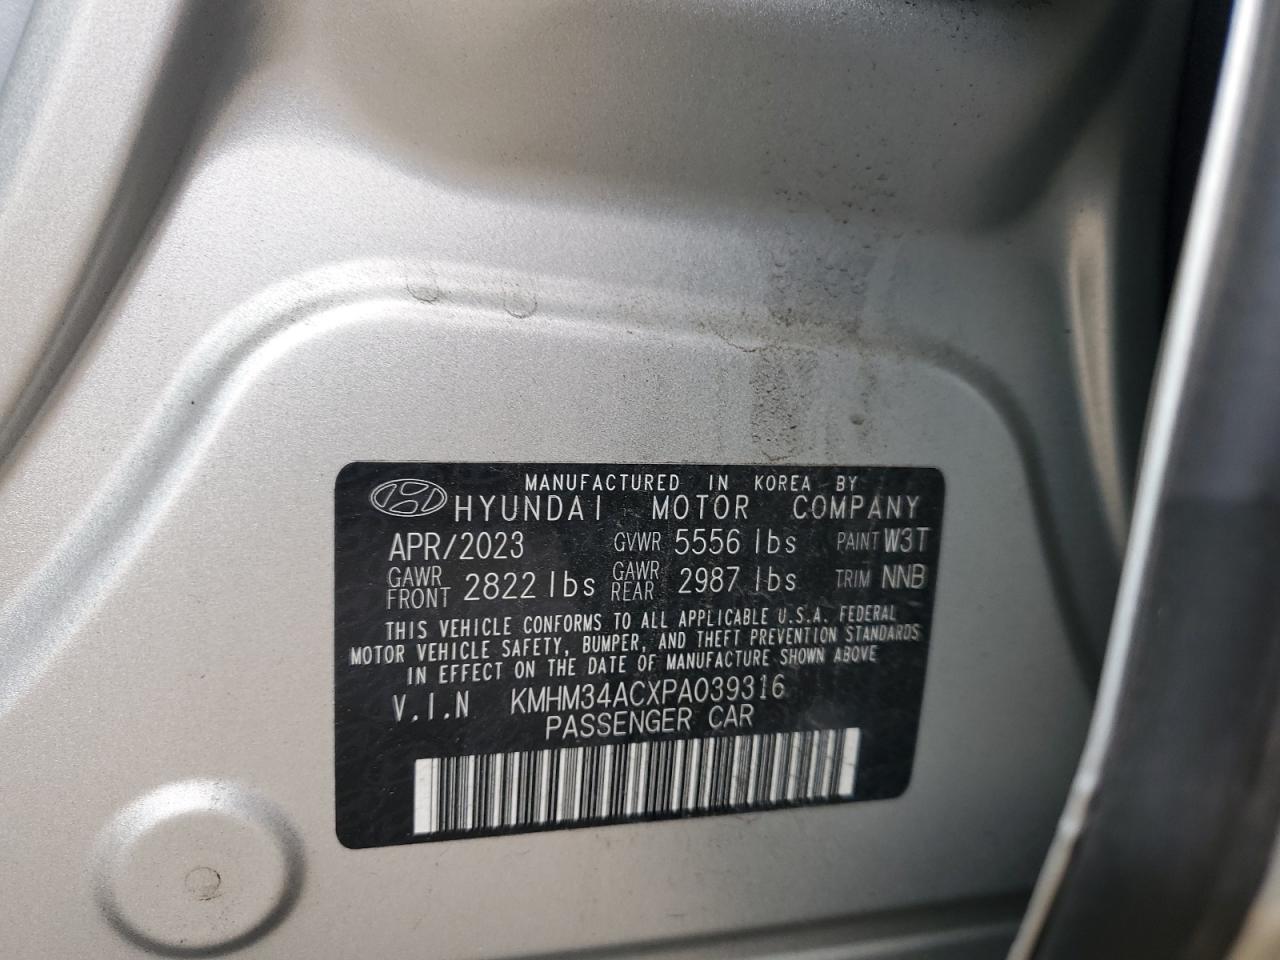 MANUFACTURED IN KOREA BY
HYUNDAI MOTOR COMPANY
APR/2023 GVWR 5556 lbs PAINT W3T
GAWR FRONT 2822 lbs GAWR REAR 2987 lbs TRIM NNB
THIS VEHICLE CONFORMS TO ALL APPLICABLE U.S.A. FEDERAL
MOTOR VEHICLE SAFETY, BUMPER, AND THEFT PREVENTION STANDARDS
IN EFFECT ON THE DATE OF MANUFACTURE SHOWN ABOVE
V.I.N KMHM34ACXPA039316
PASSENGER CAR